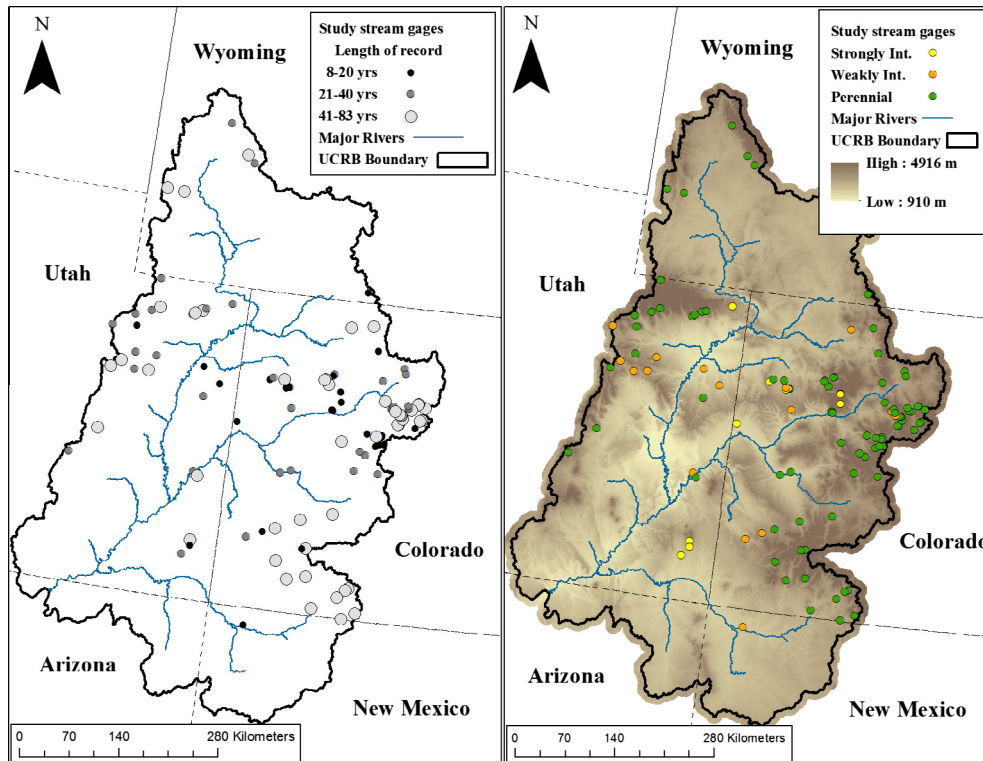 N
Wyoming
Utah
Colorado
Arizona
New Mexico
Study stream gages
Length of record
8-20 yrs
21-40 yrs
41-83 yrs
Major Rivers
UCRB Boundary
0 70 140 280 Kilometers
N
Wyoming
Utah
Colorado
Arizona
New Mexico
Study stream gages
Strongly Int.
Weakly Int.
Perennial
Major Rivers
UCRB Boundary
High : 4916 m
Low : 910 m
0 70 140 280 Kilometers